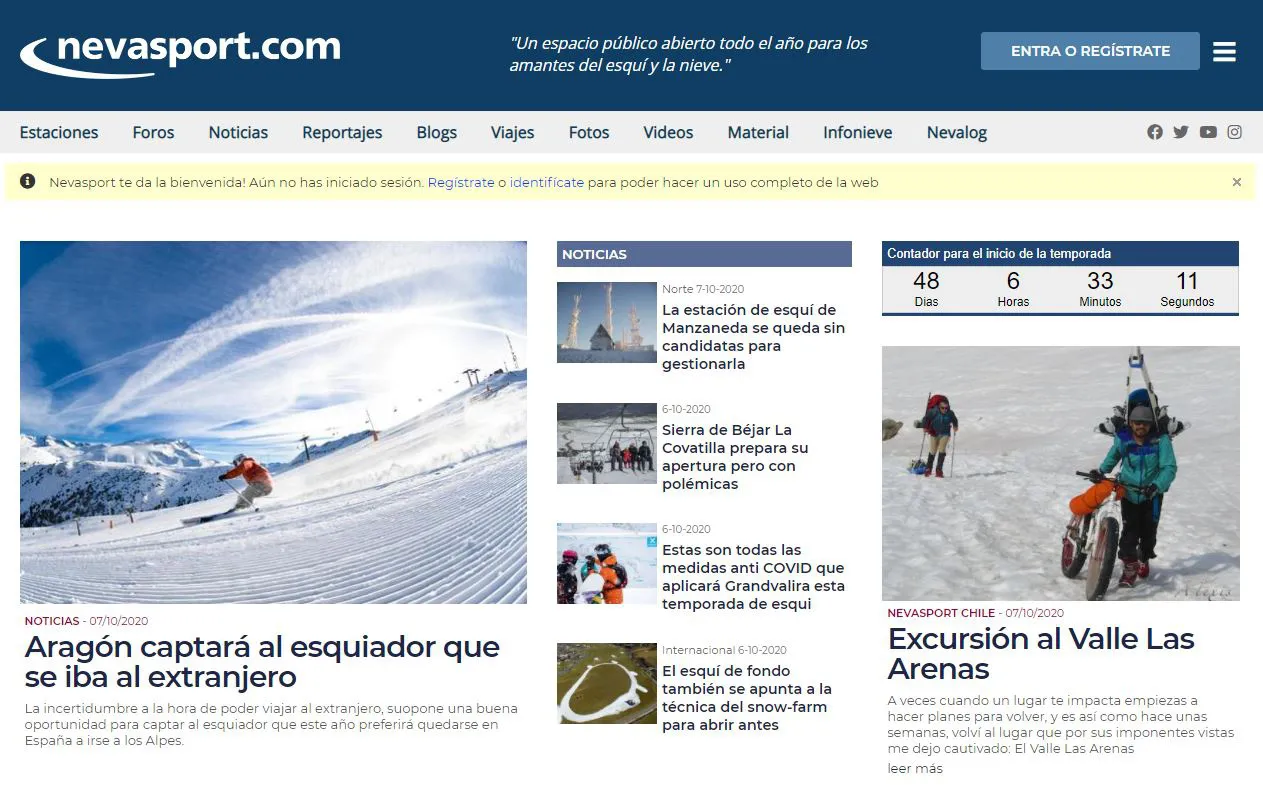 nevasport.com
"Un espacio público abierto todo el año para los
amantes del esquí y la nieve."
ENTRA O REGÍSTRATE
Estaciones Foros Noticias Reportajes Blogs Viajes Fotos Videos Material Infonieve Nevalog
Nevasport te da la bienvenida! Aún no has iniciado sesión. Regístrate o identifícate para poder hacer un uso completo de la web
NOTICIAS - 07/10/2020
Aragón captará al esquiador que
se iba al extranjero
La incertidumbre a la hora de poder viajar al extranjero, suopone una buena
oportunidad para captar al esquiador que este año preferirá quedarse en
España a irse a los Alpes.
NOTICIAS
Norte 7-10-2020
La estación de esquí de
Manzaneda se queda sin
candidatas para
gestionarla
6-10-2020
Sierra de Béjar La
Covatilla prepara su
apertura pero con
polémicas
6-10-2020
Estas son todas las
medidas anti COVID que
aplicará Grandvalira esta
temporada de esqui
Internacional 6-10-2020
El esquí de fondo
también se apunta a la
técnica del snow-farm
para abrir antes
Contador para el inicio de la temporada
48 6 33 11
Dias Horas Minutos Segundos
Alexis
NEVASPORT CHILE - 07/10/2020
Excursión al Valle Las
Arenas
A veces cuando un lugar te impacta empiezas a
hacer planes para volver, y es así como hace unas
semanas, volví al lugar que por sus imponentes vistas
me dejo cautivado: El Valle Las Arenas
leer más